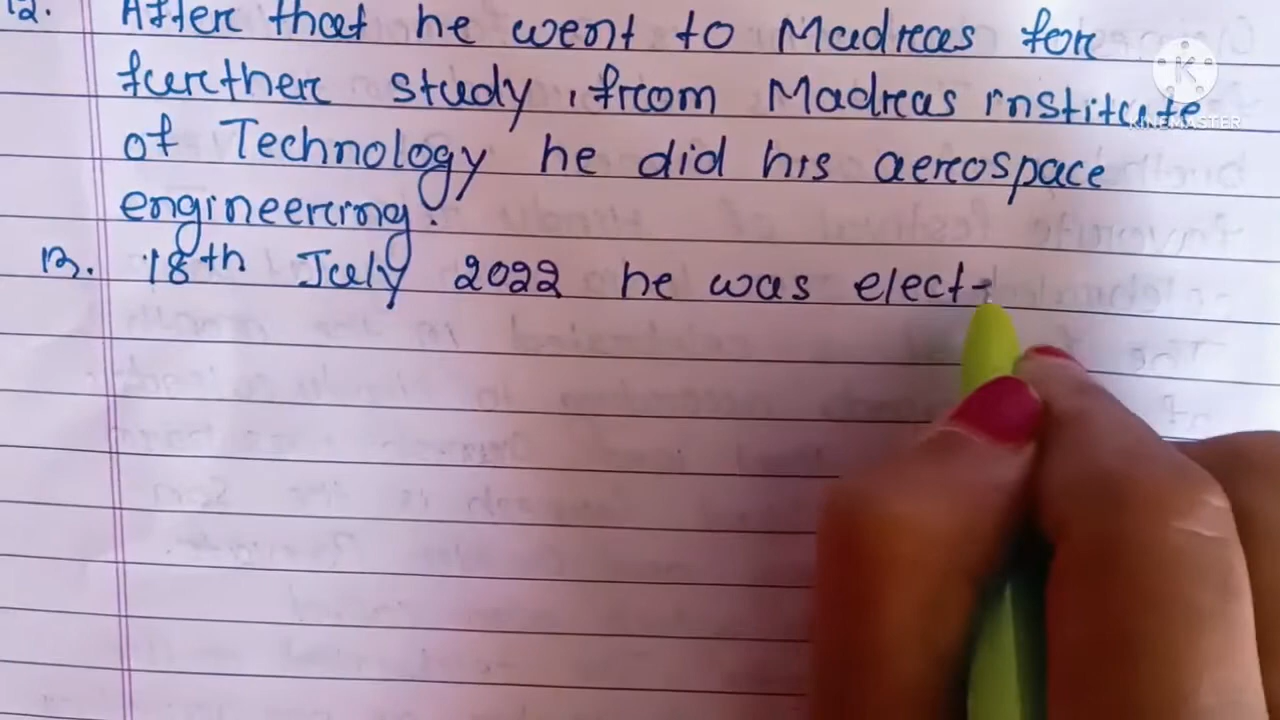 12. After that he went to Madras for
further study, from Madras institute
of Technology he did his aerospace
engineering.
13. 18th July 2022 he was elect-
K
KINEMASTER